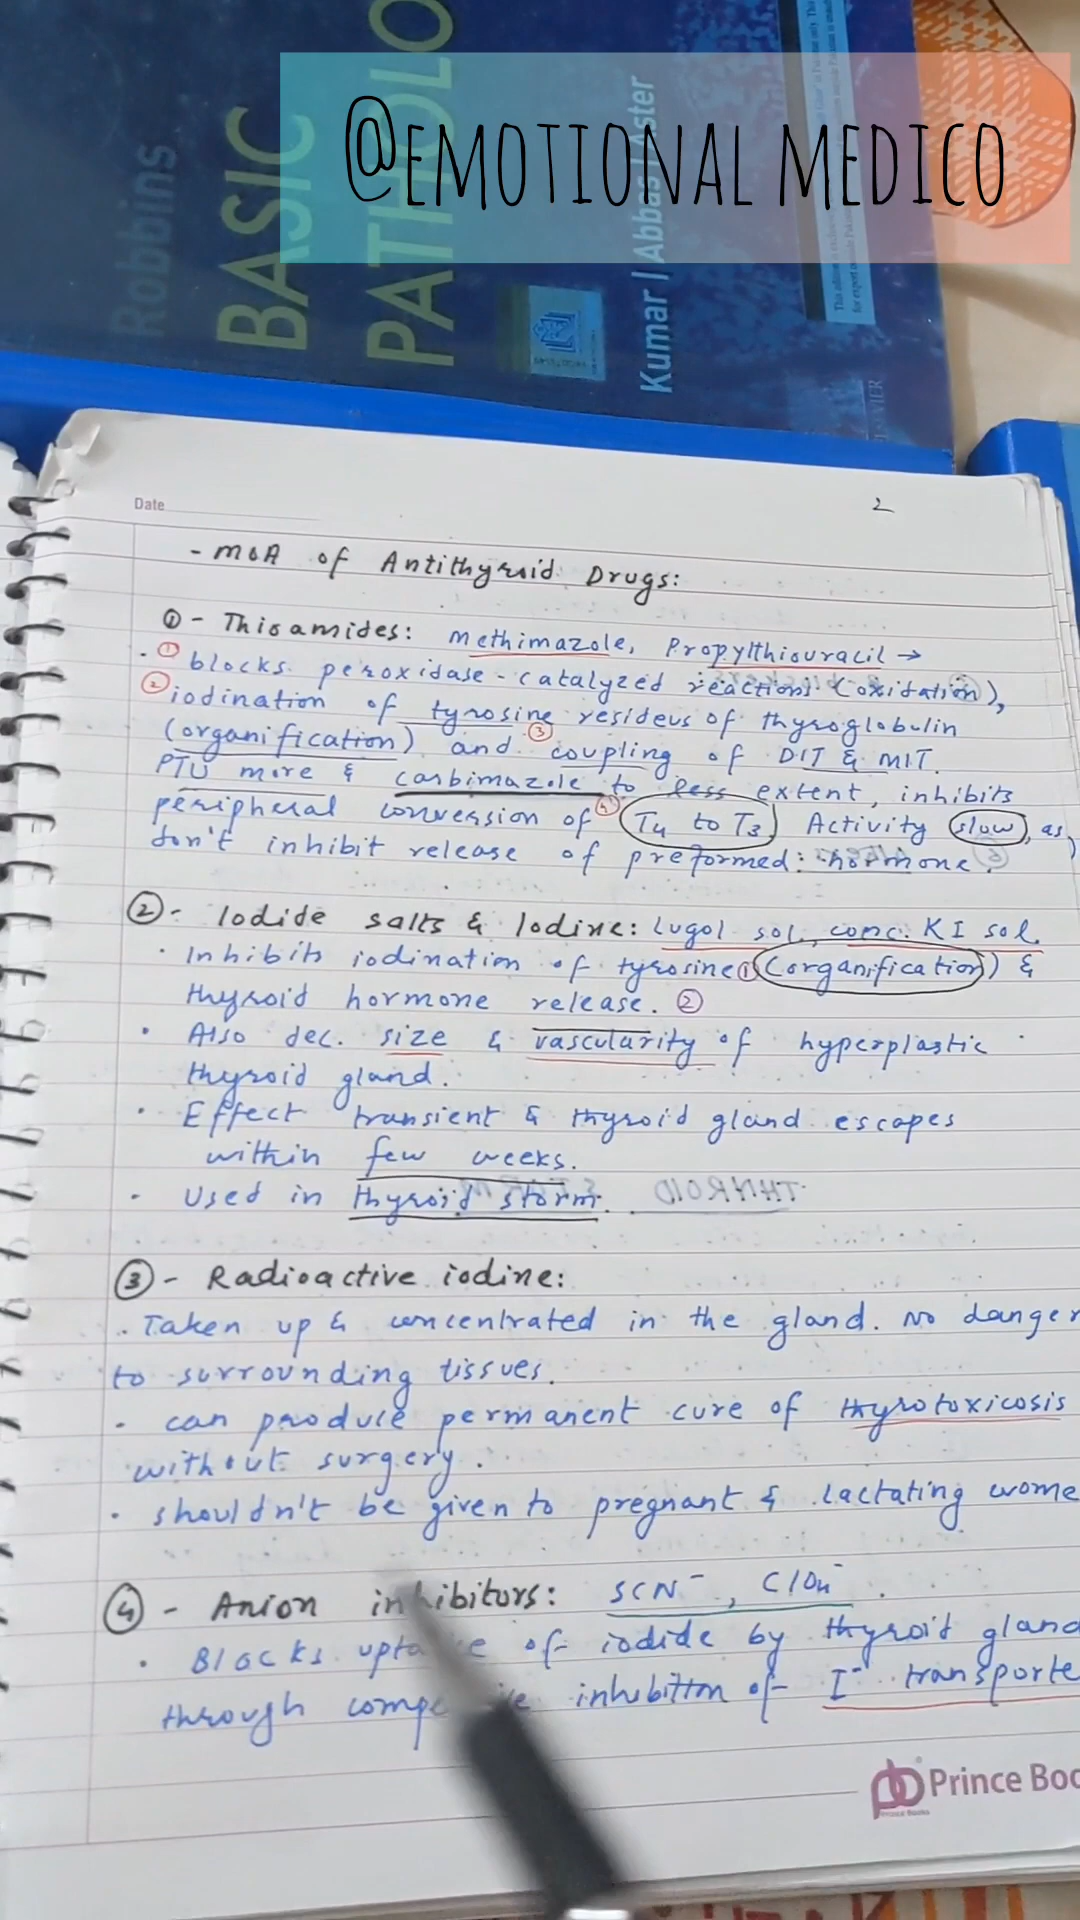 @EMOTIONAL MEDICO
Robbins
BASIC
PATHOLO
Kumar | Abbas | Aster
Date
2
- MOA of Antithyroid Drugs:
① - Thioamides: Methimazole, Propylthiouracil →
· ① blocks peroxidase - catalyzed reactions (oxidation),
② iodination of tyrosine resideus of thyroglobulin
(organification) and ③ coupling of DIT & MIT.
PTU more & carbimazole to less extent, inhibits
peripheral conversion of ④ T4 to T3. Activity slow, as
don't inhibit release of preformed hormone.
② - Iodide salts & Iodine: Lugol sol, conc. KI sol.
· Inhibits iodination of tyrosine ① (organification) &
thyroid hormone release. ②
· Also dec. size & vascularity of hyperplastic
thyroid gland.
· Effect transient & thyroid gland escapes
within few weeks.
· Used in thyroid storm.
③ - Radioactive iodine:
. Taken up & concentrated in the gland. No danger
to surrounding tissues.
· can produce permanent cure of thyrotoxicosis
without surgery.
· shouldn't be given to pregnant & lactating wome
④ - Anion inhibitors: SCN⁻, ClO4⁻.
· Blocks of iodide by thyroid gland
through inhibition of I⁻ transporte
pb Prince Boo